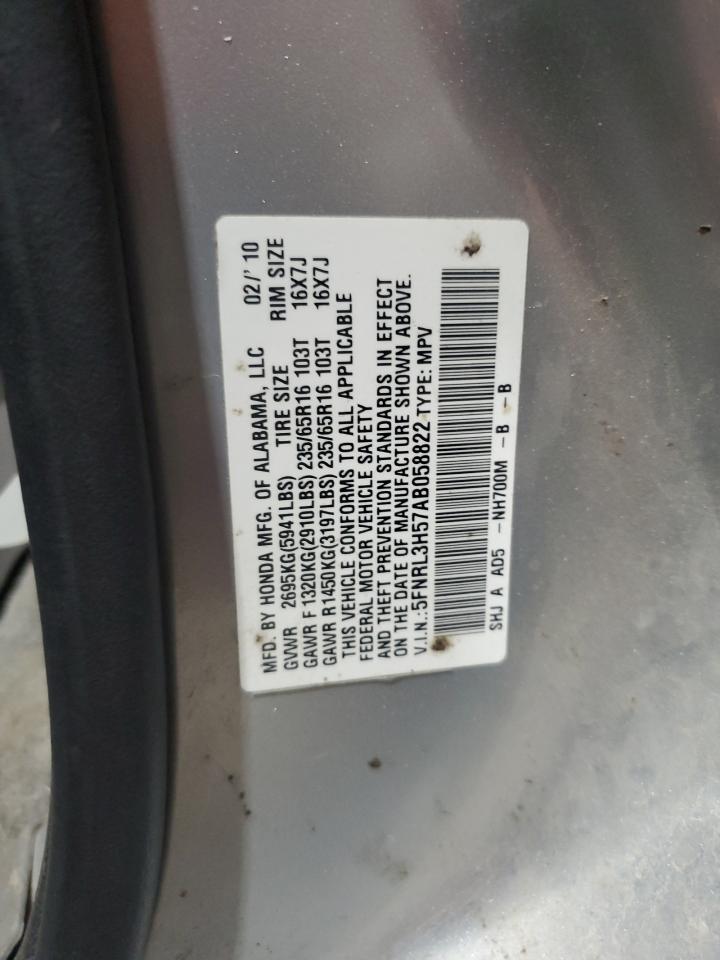 MFD. BY HONDA MFG. OF ALABAMA, LLC 02/'10
GVWR 2695KG(5941LBS) TIRE SIZE RIM SIZE
GAWR F 1320KG(2910LBS) 235/65R16 103T 16X7J
GAWR R1450KG(3197LBS) 235/65R16 103T 16X7J
THIS VEHICLE CONFORMS TO ALL APPLICABLE
FEDERAL MOTOR VEHICLE SAFETY
AND THEFT PREVENTION STANDARDS IN EFFECT
ON THE DATE OF MANUFACTURE SHOWN ABOVE.
V.I.N.:5FNRL3H57AB058822 TYPE: MPV
SHJ A AD5 -NH700M -B -B